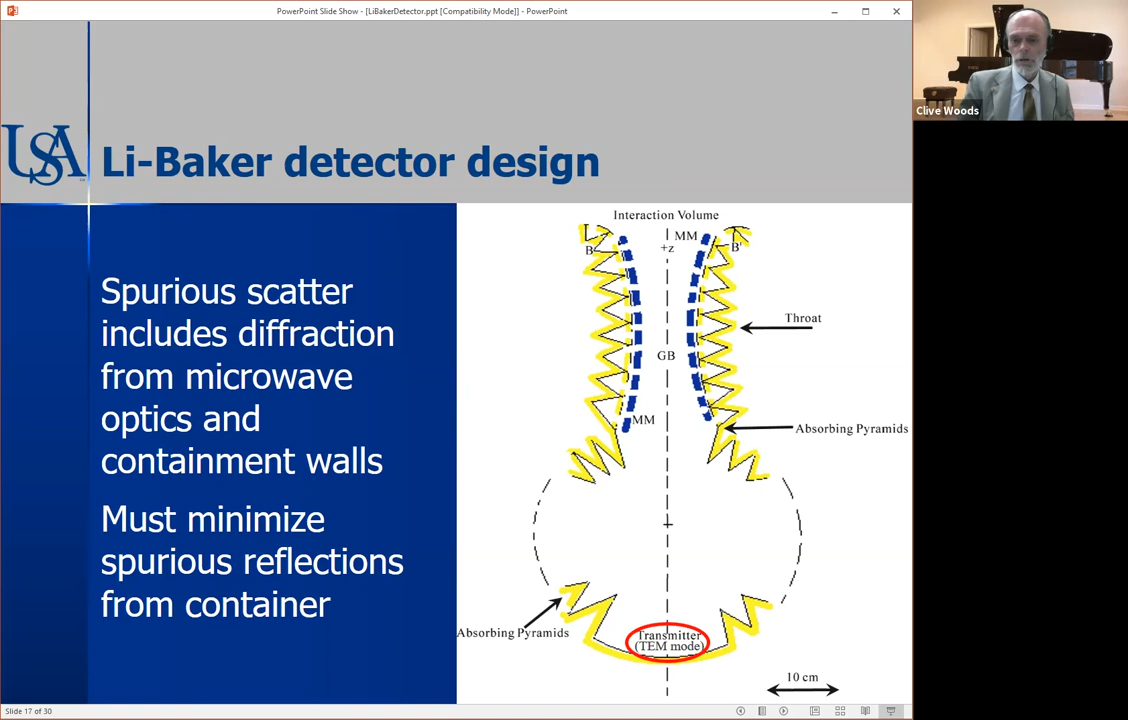 PowerPoint Slide Show - [LiBakerDetector.ppt [Compatibility Mode]] - PowerPoint
Clive Woods
USA
Li-Baker detector design
Spurious scatter
includes diffraction
from microwave
optics and
containment walls
Must minimize
spurious reflections
from container
Interaction Volume
MM
+z
B
B'
Throat
GB
MM
Absorbing Pyramids
Absorbing Pyramids
Transmitter
(TEM mode)
10 cm
Slide 17 of 30